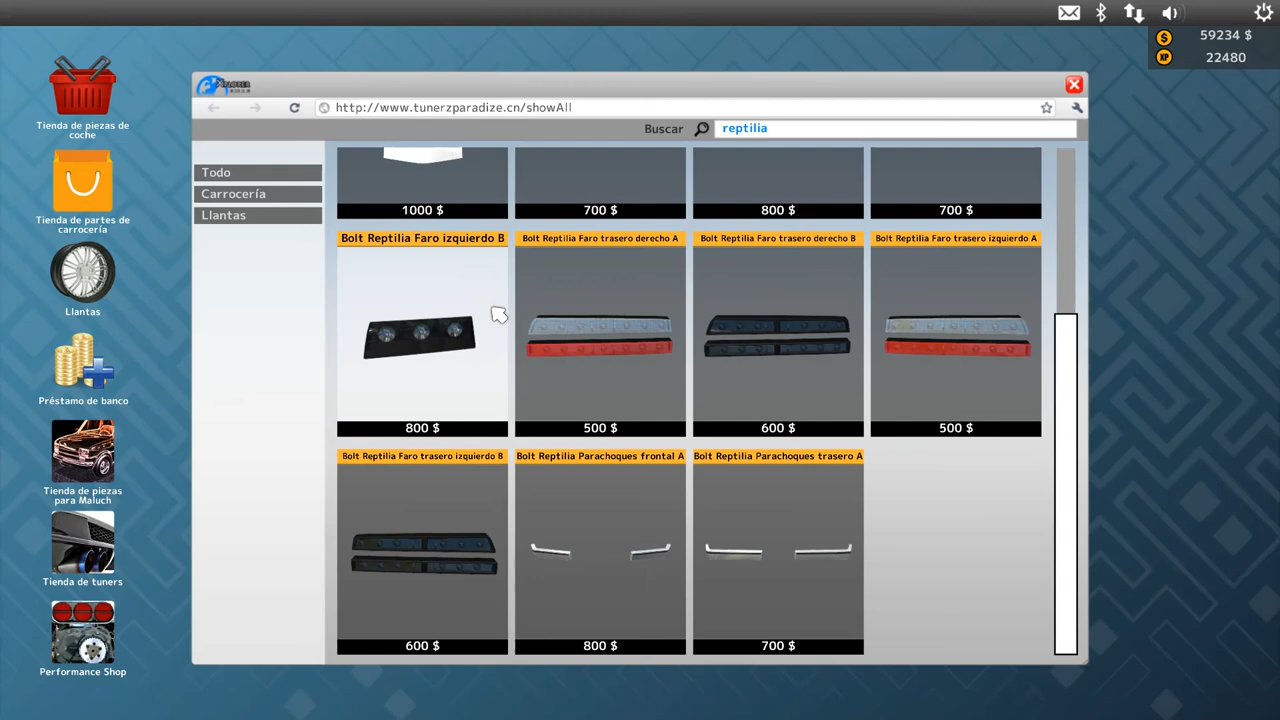 59234 $
22480
Tienda de piezas de
coche
Tienda de partes de
carrocería
Llantas
Préstamo de banco
Tienda de piezas
para Maluch
Tienda de tuners
Performance Shop
http://www.tunerzparadize.cn/showAll
Buscar
reptilia
Todo
Carrocería
Llantas
1000 $
700 $
800 $
700 $
Bolt Reptilia Faro izquierdo B
Bolt Reptilia Faro trasero derecho A
Bolt Reptilia Faro trasero derecho B
Bolt Reptilia Faro trasero izquierdo A
800 $
500 $
600 $
500 $
Bolt Reptilia Faro trasero izquierdo B
Bolt Reptilia Parachoques frontal A
Bolt Reptilia Parachoques trasero A
600 $
800 $
700 $